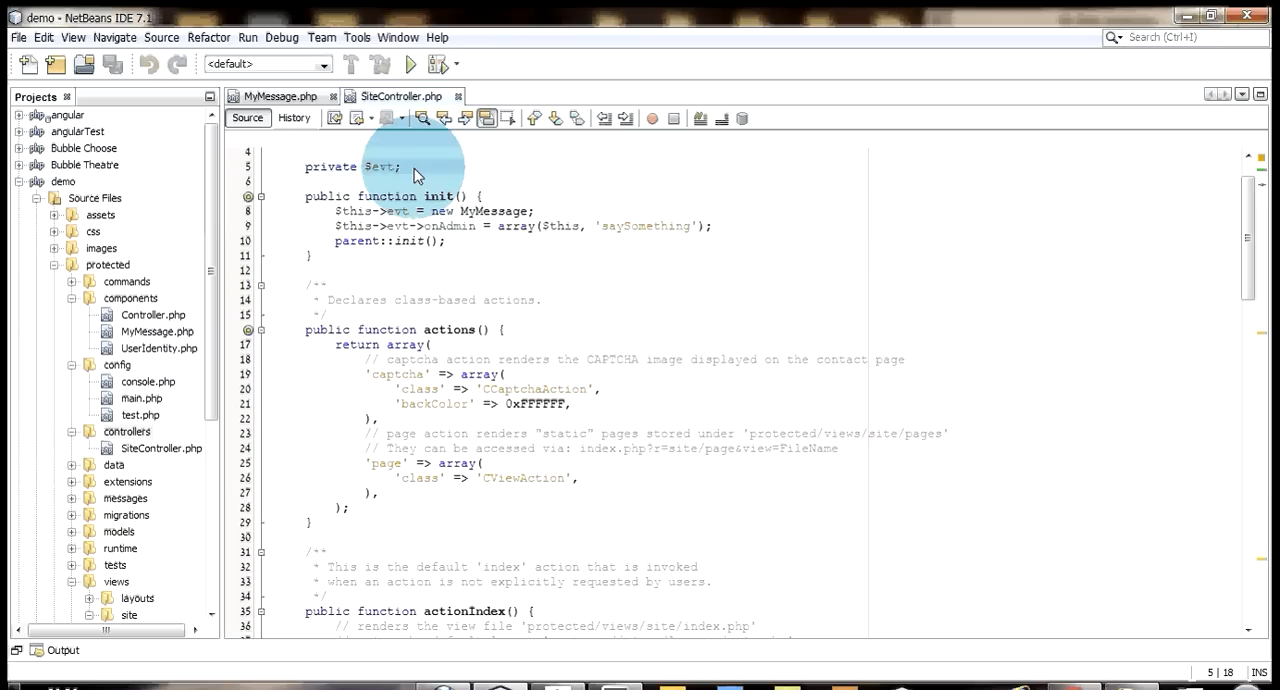 demo - NetBeans IDE 7.1
File Edit View Navigate Source Refactor Run Debug Team Tools Window Help
Search (Ctrl+I)
<default>
Projects
angular
angularTest
Bubble Choose
Bubble Theatre
demo
Source Files
assets
css
images
protected
commands
components
Controller.php
MyMessage.php
UserIdentity.php
config
console.php
main.php
test.php
controllers
SiteController.php
data
extensions
messages
migrations
models
runtime
tests
views
layouts
site
MyMessage.php SiteController.php
Source History
4
5 private $evt;
6
public function init() {
8 $this->evt = new MyMessage;
9 $this->evt->onAdmin = array($this, 'saySomething');
10 parent::init();
11 }
12
13 /**
14 * Declares class-based actions.
15 */
public function actions() {
17 return array(
18 // captcha action renders the CAPTCHA image displayed on the contact page
19 'captcha' => array(
20 'class' => 'CCaptchaAction',
21 'backColor' => 0xFFFFFF,
22 ),
23 // page action renders "static" pages stored under 'protected/views/site/pages'
24 // They can be accessed via: index.php?r=site/page&view=FileName
25 'page' => array(
26 'class' => 'CViewAction',
27 ),
28 );
29 }
30
31 /**
32 * This is the default 'index' action that is invoked
33 * when an action is not explicitly requested by users.
34 */
35 public function actionIndex() {
36 // renders the view file 'protected/views/site/index.php'
Output
5 | 18 INS